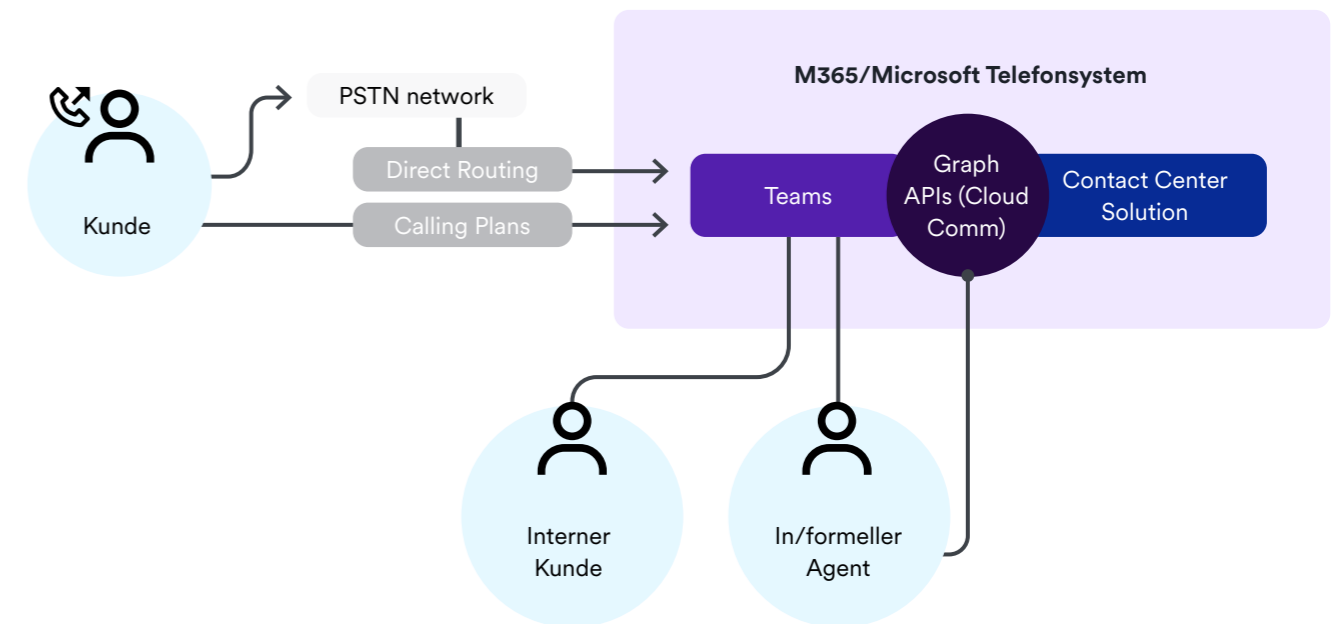 M365/Microsoft Telefonsystem
PSTN network
Direct Routing
Calling Plans
Kunde
Teams
Graph
APIs (Cloud
Comm)
Contact Center
Solution
Interner
Kunde
In/formeller
Agent